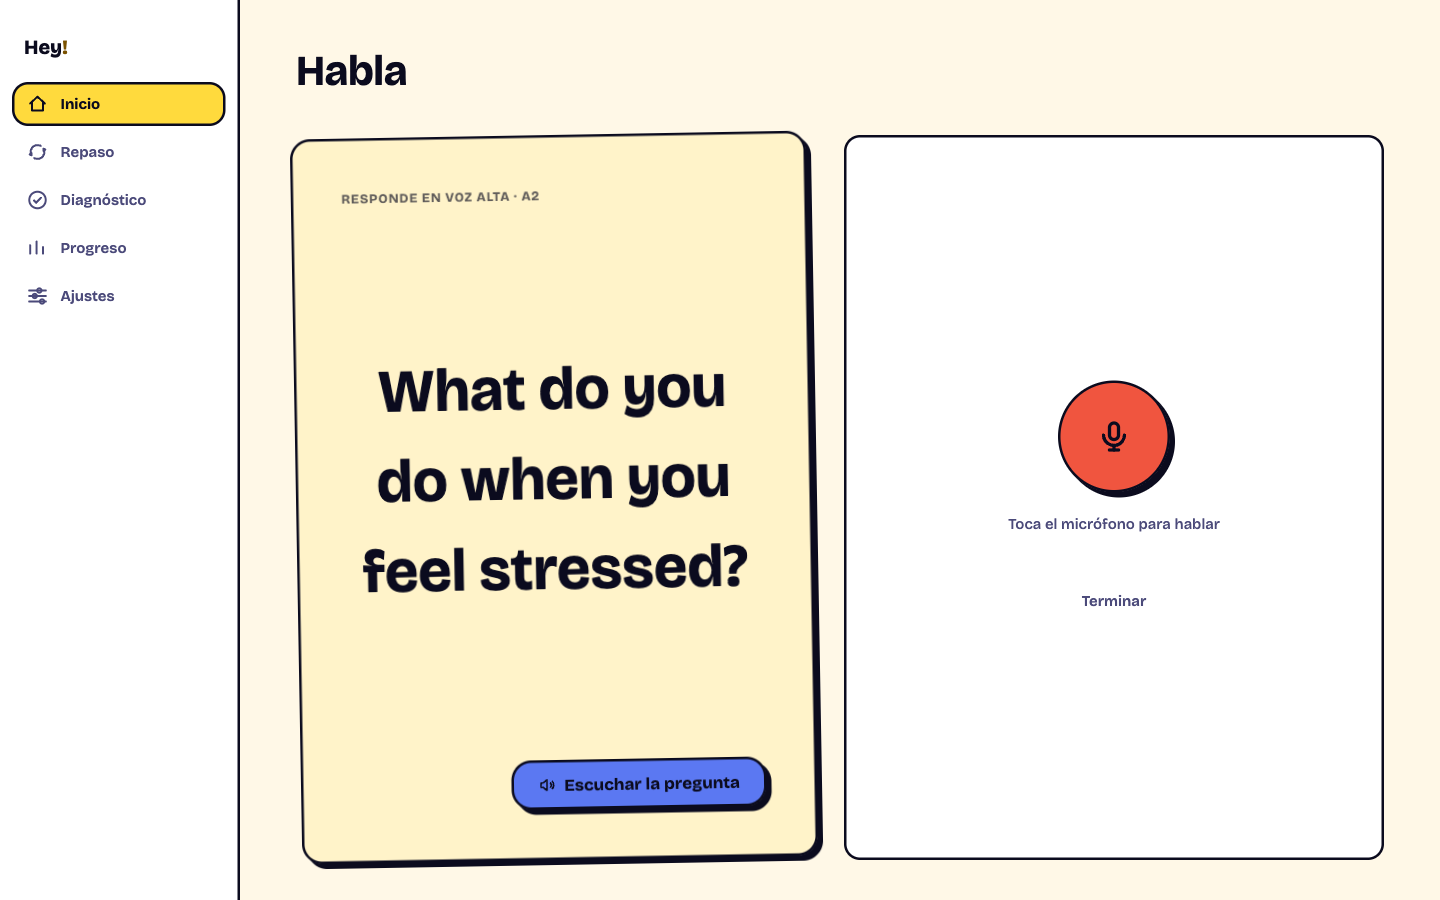 Hey!
Inicio
Repaso
Diagnóstico
Progreso
Ajustes
Habla
RESPONDE EN VOZ ALTA · A2
What do you
do when you
feel stressed?
Escuchar la pregunta
Toca el micrófono para hablar
Terminar